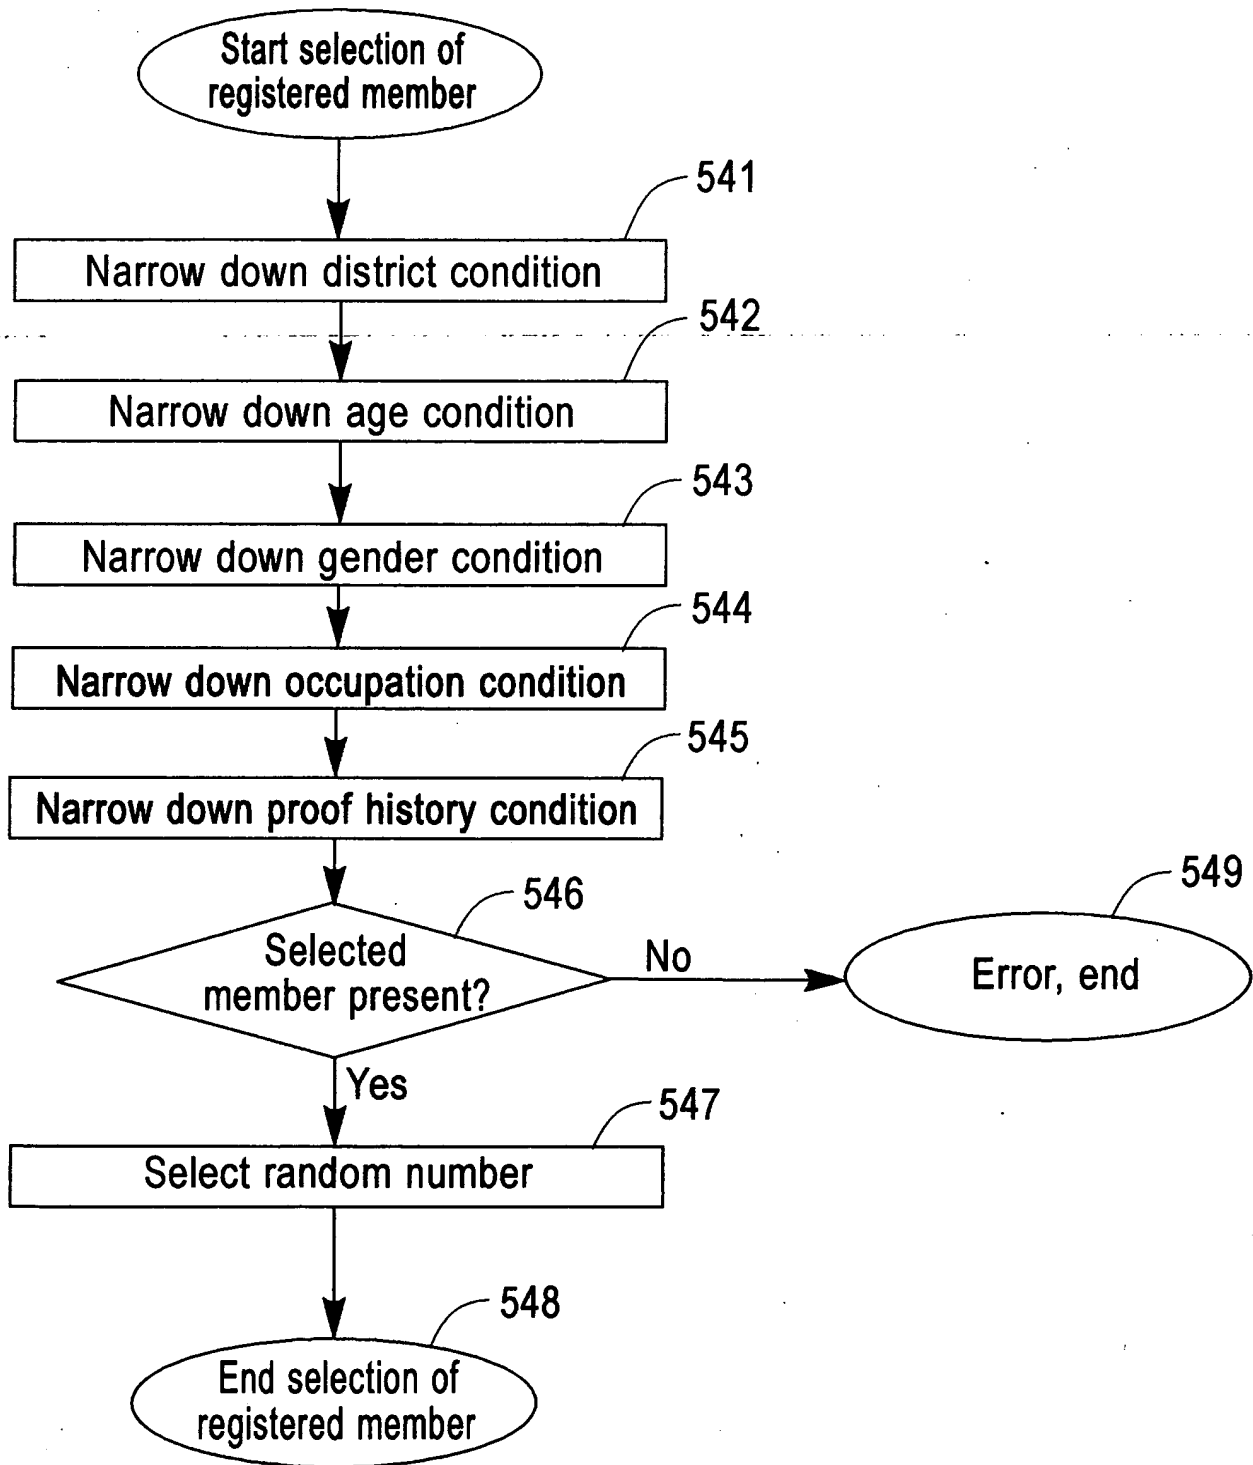 Start selection of
registered member
541
Narrow down district condition
542
Narrow down age condition
543
Narrow down gender condition
544
Narrow down occupation condition
545
Narrow down proof history condition
546
Selected
member present?
No
549
Error, end
Yes
547
Select random number
548
End selection of
registered member